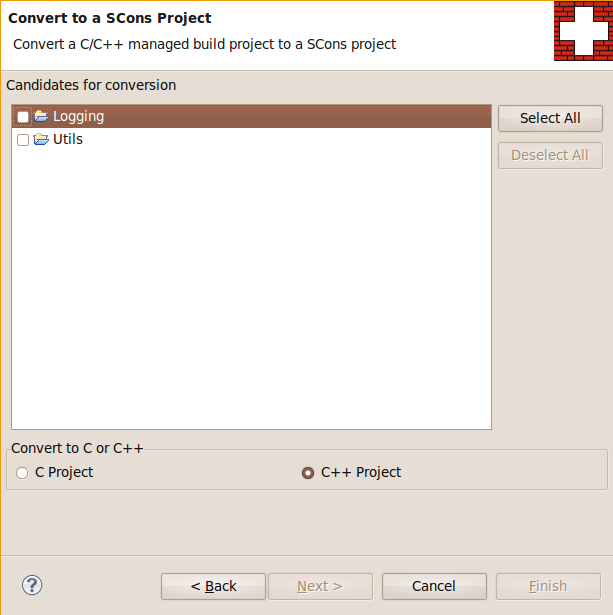 Convert to a SCons Project
Convert a C/C++ managed build project to a SCons project
Candidates for conversion
Logging
Select All
Utils
Deselect All
Convert to C or C++
C Project
C++ Project
?
< Back
Next >
Cancel
Finish